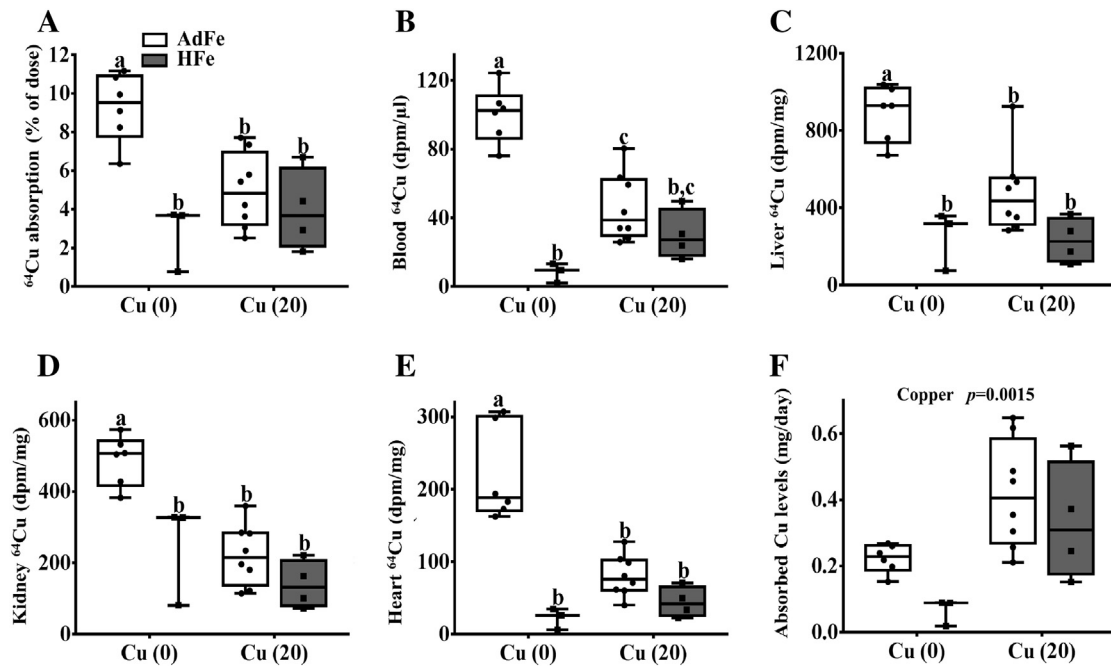 A
AdFe
HFe
⁶⁴Cu absorption (% of dose)
12
10
8
6
4
2
0
a
b
b
b
Cu (0)
Cu (20)
B
Blood ⁶⁴Cu (dpm/µl)
120
80
40
0
a
b
c
b,c
Cu (0)
Cu (20)
C
Liver ⁶⁴Cu (dpm/mg)
1200
800
400
0
a
b
b
b
Cu (0)
Cu (20)
D
Kidney ⁶⁴Cu (dpm/mg)
600
400
200
0
a
b
b
b
Cu (0)
Cu (20)
E
Heart ⁶⁴Cu (dpm/mg)
300
200
100
0
a
b
b
b
Cu (0)
Cu (20)
F
Copper p=0.0015
Absorbed Cu levels (mg/day)
0.6
0.4
0.2
0.0
Cu (0)
Cu (20)